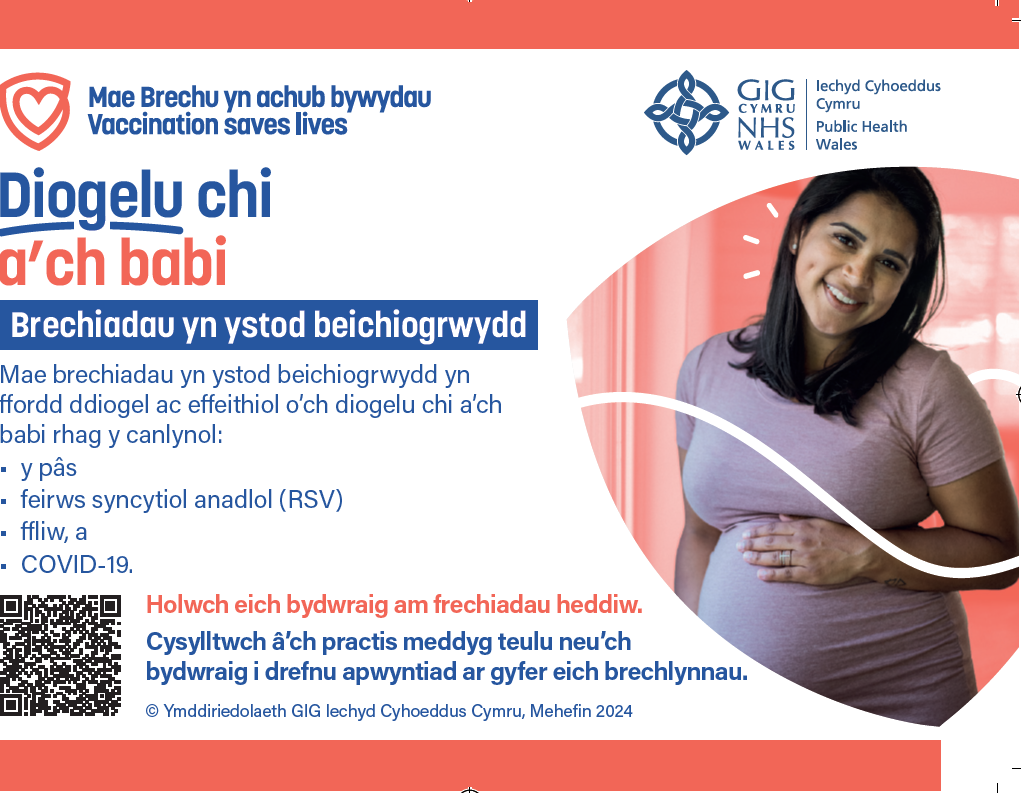 Mae Brechu yn achub bywydau
Vaccination saves lives
GIG
CYMRU
NHS
WALES
Iechyd Cyhoeddus
Cymru
Public Health
Wales
Diogelu chi
a'ch babi
Brechiadau yn ystod beichiogrwydd
Mae brechiadau yn ystod beichiogrwydd yn
ffordd ddiogel ac effeithiol o'ch diogelu chi a'ch
babi rhag y canlynol:
▪ y pâs
▪ feirws syncytiol anadlol (RSV)
▪ ffliw, a
▪ COVID-19.
Holwch eich bydwraig am frechiadau heddiw.
Cysylltwch â'ch practis meddyg teulu neu'ch
bydwraig i drefnu apwyntiad ar gyfer eich brechlynnau.
© Ymddiriedolaeth GIG Iechyd Cyhoeddus Cymru, Mehefin 2024